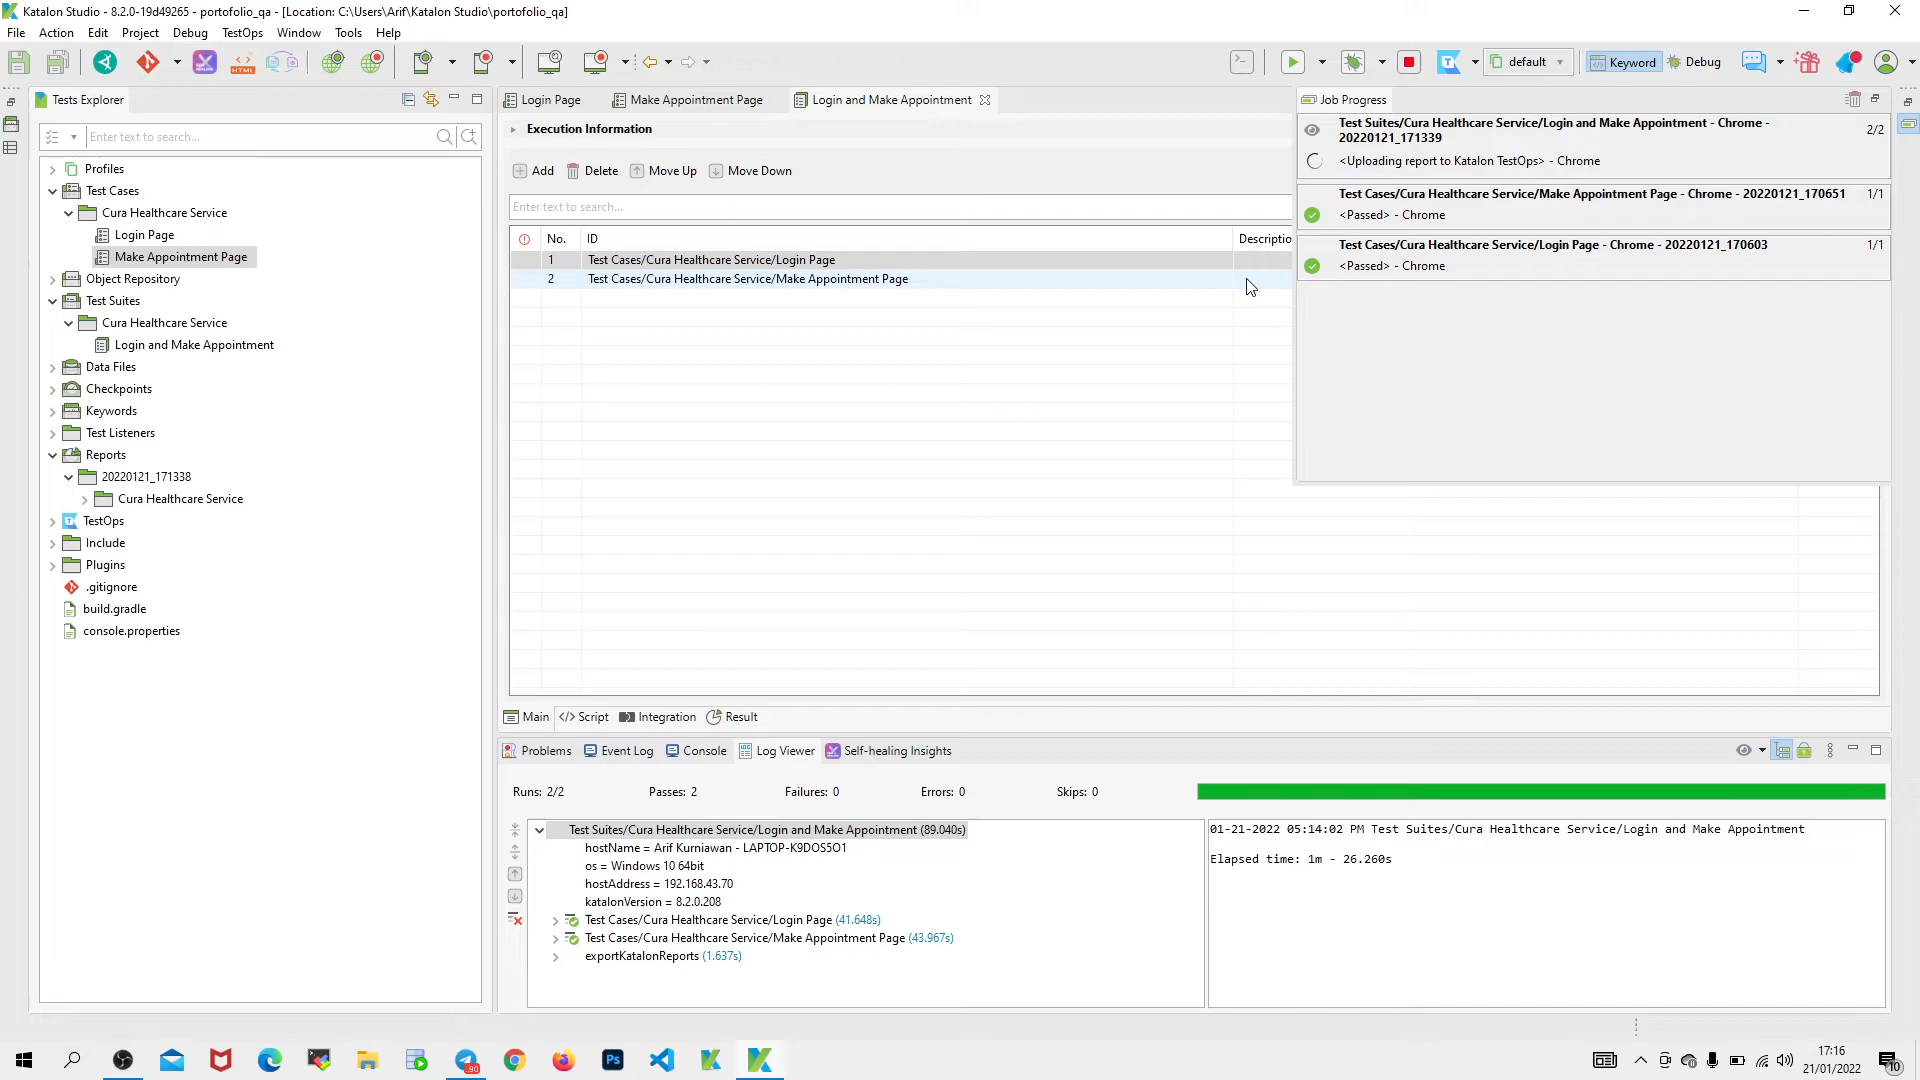 Katalon Studio - 8.2.0-19d49265 - portofolio_qa - [Location: C:\Users\Arif\Katalon Studio\portofolio_qa]
File Action Edit Project Debug TestOps Window Tools Help
default Keyword Debug
Tests Explorer
Enter text to search...
Profiles
Test Cases
Cura Healthcare Service
Login Page
Make Appointment Page
Object Repository
Test Suites
Cura Healthcare Service
Login and Make Appointment
Data Files
Checkpoints
Keywords
Test Listeners
Reports
20220121_171338
Cura Healthcare Service
TestOps
Include
Plugins
.gitignore
build.gradle
console.properties
Login Page Make Appointment Page Login and Make Appointment
Execution Information
Add Delete Move Up Move Down
Enter text to search...
No. ID Descriptio
1 Test Cases/Cura Healthcare Service/Login Page
2 Test Cases/Cura Healthcare Service/Make Appointment Page
Job Progress
Test Suites/Cura Healthcare Service/Login and Make Appointment - Chrome - 2/2
20220121_171339
<Uploading report to Katalon TestOps> - Chrome
Test Cases/Cura Healthcare Service/Make Appointment Page - Chrome - 20220121_170651 1/1
<Passed> - Chrome
Test Cases/Cura Healthcare Service/Login Page - Chrome - 20220121_170603 1/1
<Passed> - Chrome
Main </> Script Integration Result
Problems Event Log Console Log Viewer Self-healing Insights
Runs: 2/2 Passes: 2 Failures: 0 Errors: 0 Skips: 0
Test Suites/Cura Healthcare Service/Login and Make Appointment (89.040s)
hostName = Arif Kurniawan - LAPTOP-K9DOS5O1
os = Windows 10 64bit
hostAddress = 192.168.43.70
katalonVersion = 8.2.0.208
Test Cases/Cura Healthcare Service/Login Page (41.648s)
Test Cases/Cura Healthcare Service/Make Appointment Page (43.967s)
exportKatalonReports (1.637s)
01-21-2022 05:14:02 PM Test Suites/Cura Healthcare Service/Login and Make Appointment
Elapsed time: 1m - 26.260s
90
Ps
17:16
21/01/2022
10